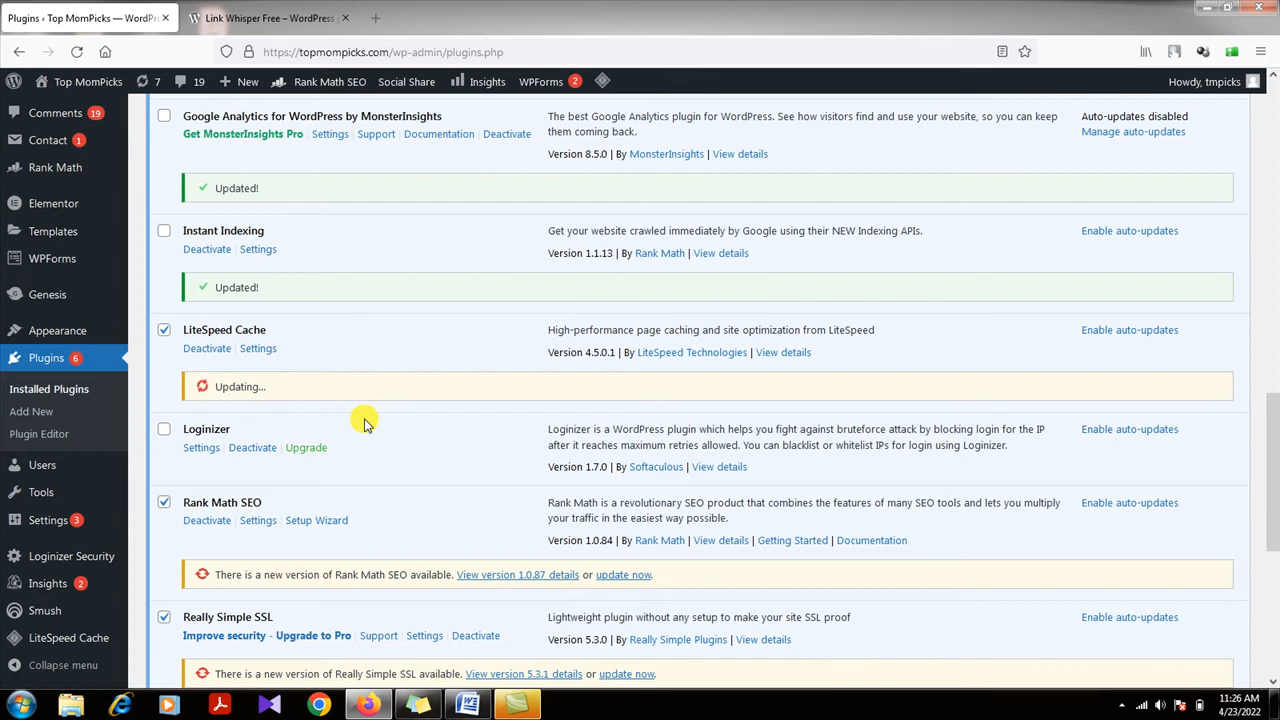 Plugins ‹ Top MomPicks — WordPr
Link Whisper Free – WordPress
https://topmompicks.com/wp-admin/plugins.php
Top MomPicks 7 19 New Rank Math SEO Social Share Insights WPForms 2 Howdy, tmpicks
Comments 19
Contact 1
Rank Math
Elementor
Templates
WPForms
Genesis
Appearance
Plugins 6
Installed Plugins
Add New
Plugin Editor
Users
Tools
Settings 3
Loginizer Security
Insights 2
Smush
LiteSpeed Cache
Collapse menu
Google Analytics for WordPress by MonsterInsights
Get MonsterInsights Pro | Settings | Support | Documentation | Deactivate
The best Google Analytics plugin for WordPress. See how visitors find and use your website, so you can keep
them coming back.
Version 8.5.0 | By MonsterInsights | View details
Auto-updates disabled
Manage auto-updates
Updated!
Instant Indexing
Deactivate | Settings
Get your website crawled immediately by Google using their NEW Indexing APIs.
Version 1.1.13 | By Rank Math | View details
Enable auto-updates
Updated!
LiteSpeed Cache
Deactivate | Settings
High-performance page caching and site optimization from LiteSpeed
Version 4.5.0.1 | By LiteSpeed Technologies | View details
Enable auto-updates
Updating...
Loginizer
Settings | Deactivate | Upgrade
Loginizer is a WordPress plugin which helps you fight against bruteforce attack by blocking login for the IP
after it reaches maximum retries allowed. You can blacklist or whitelist IPs for login using Loginizer.
Version 1.7.0 | By Softaculous | View details
Enable auto-updates
Rank Math SEO
Deactivate | Settings | Setup Wizard
Rank Math is a revolutionary SEO product that combines the features of many SEO tools and lets you multiply
your traffic in the easiest way possible.
Version 1.0.84 | By Rank Math | View details | Getting Started | Documentation
Enable auto-updates
There is a new version of Rank Math SEO available. View version 1.0.87 details or update now.
Really Simple SSL
Improve security - Upgrade to Pro | Support | Settings | Deactivate
Lightweight plugin without any setup to make your site SSL proof
Version 5.3.0 | By Really Simple Plugins | View details
Enable auto-updates
There is a new version of Really Simple SSL available. View version 5.3.1 details or update now.
11:26 AM
4/23/2022